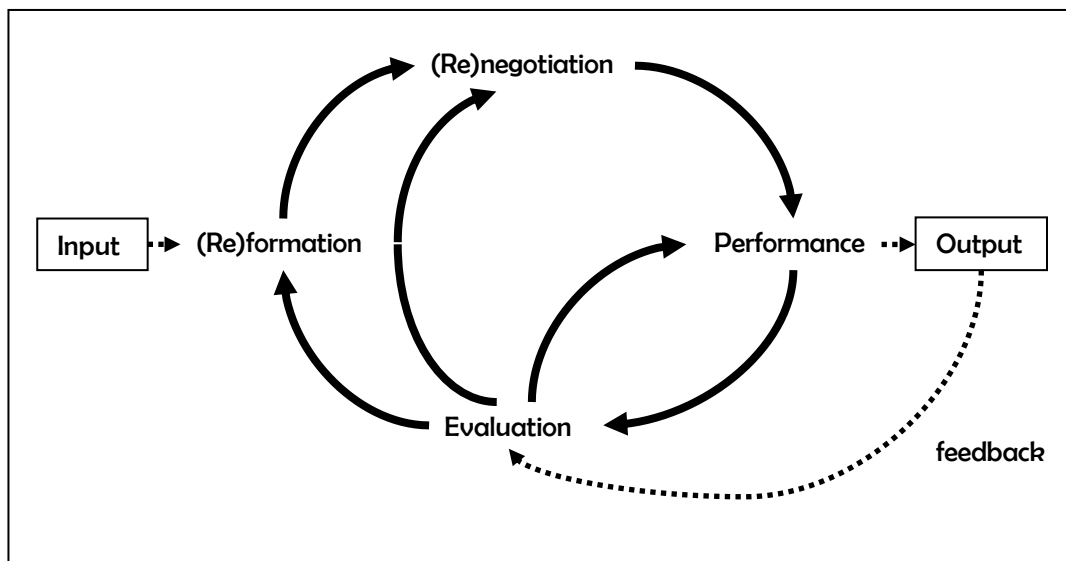 (Re)negotiation
Input
(Re)formation
Performance
Output
Evaluation
feedback